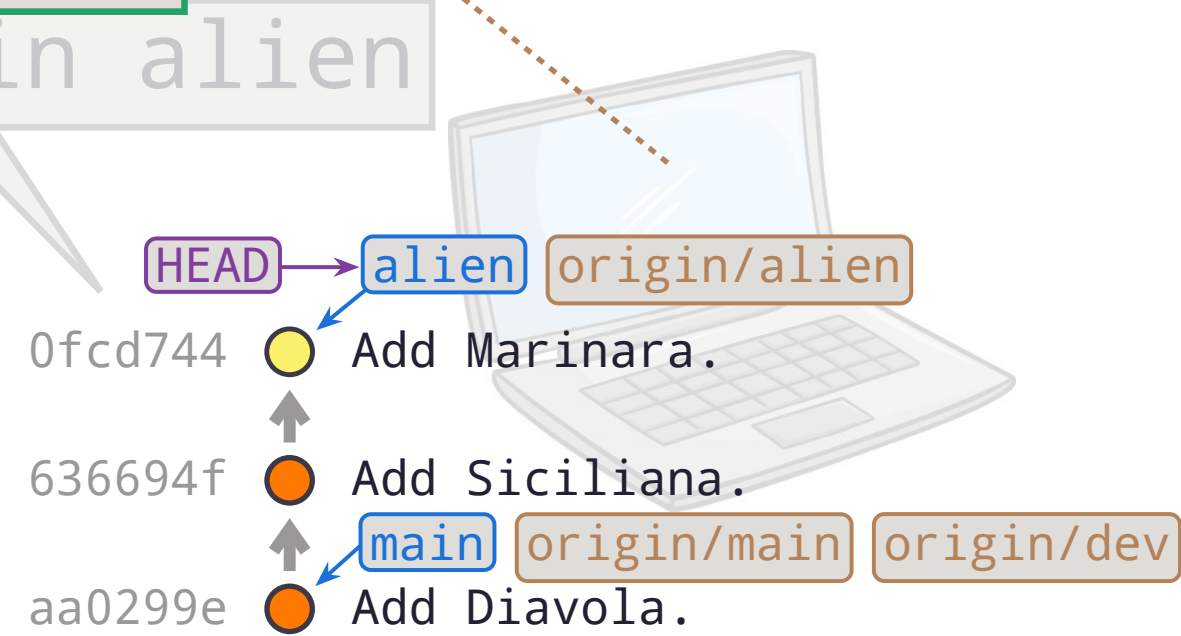 in alien
HEAD alien origin/alien
0fcd744 Add Marinara.
636694f Add Siciliana.
main origin/main origin/dev
aa0299e Add Diavola.